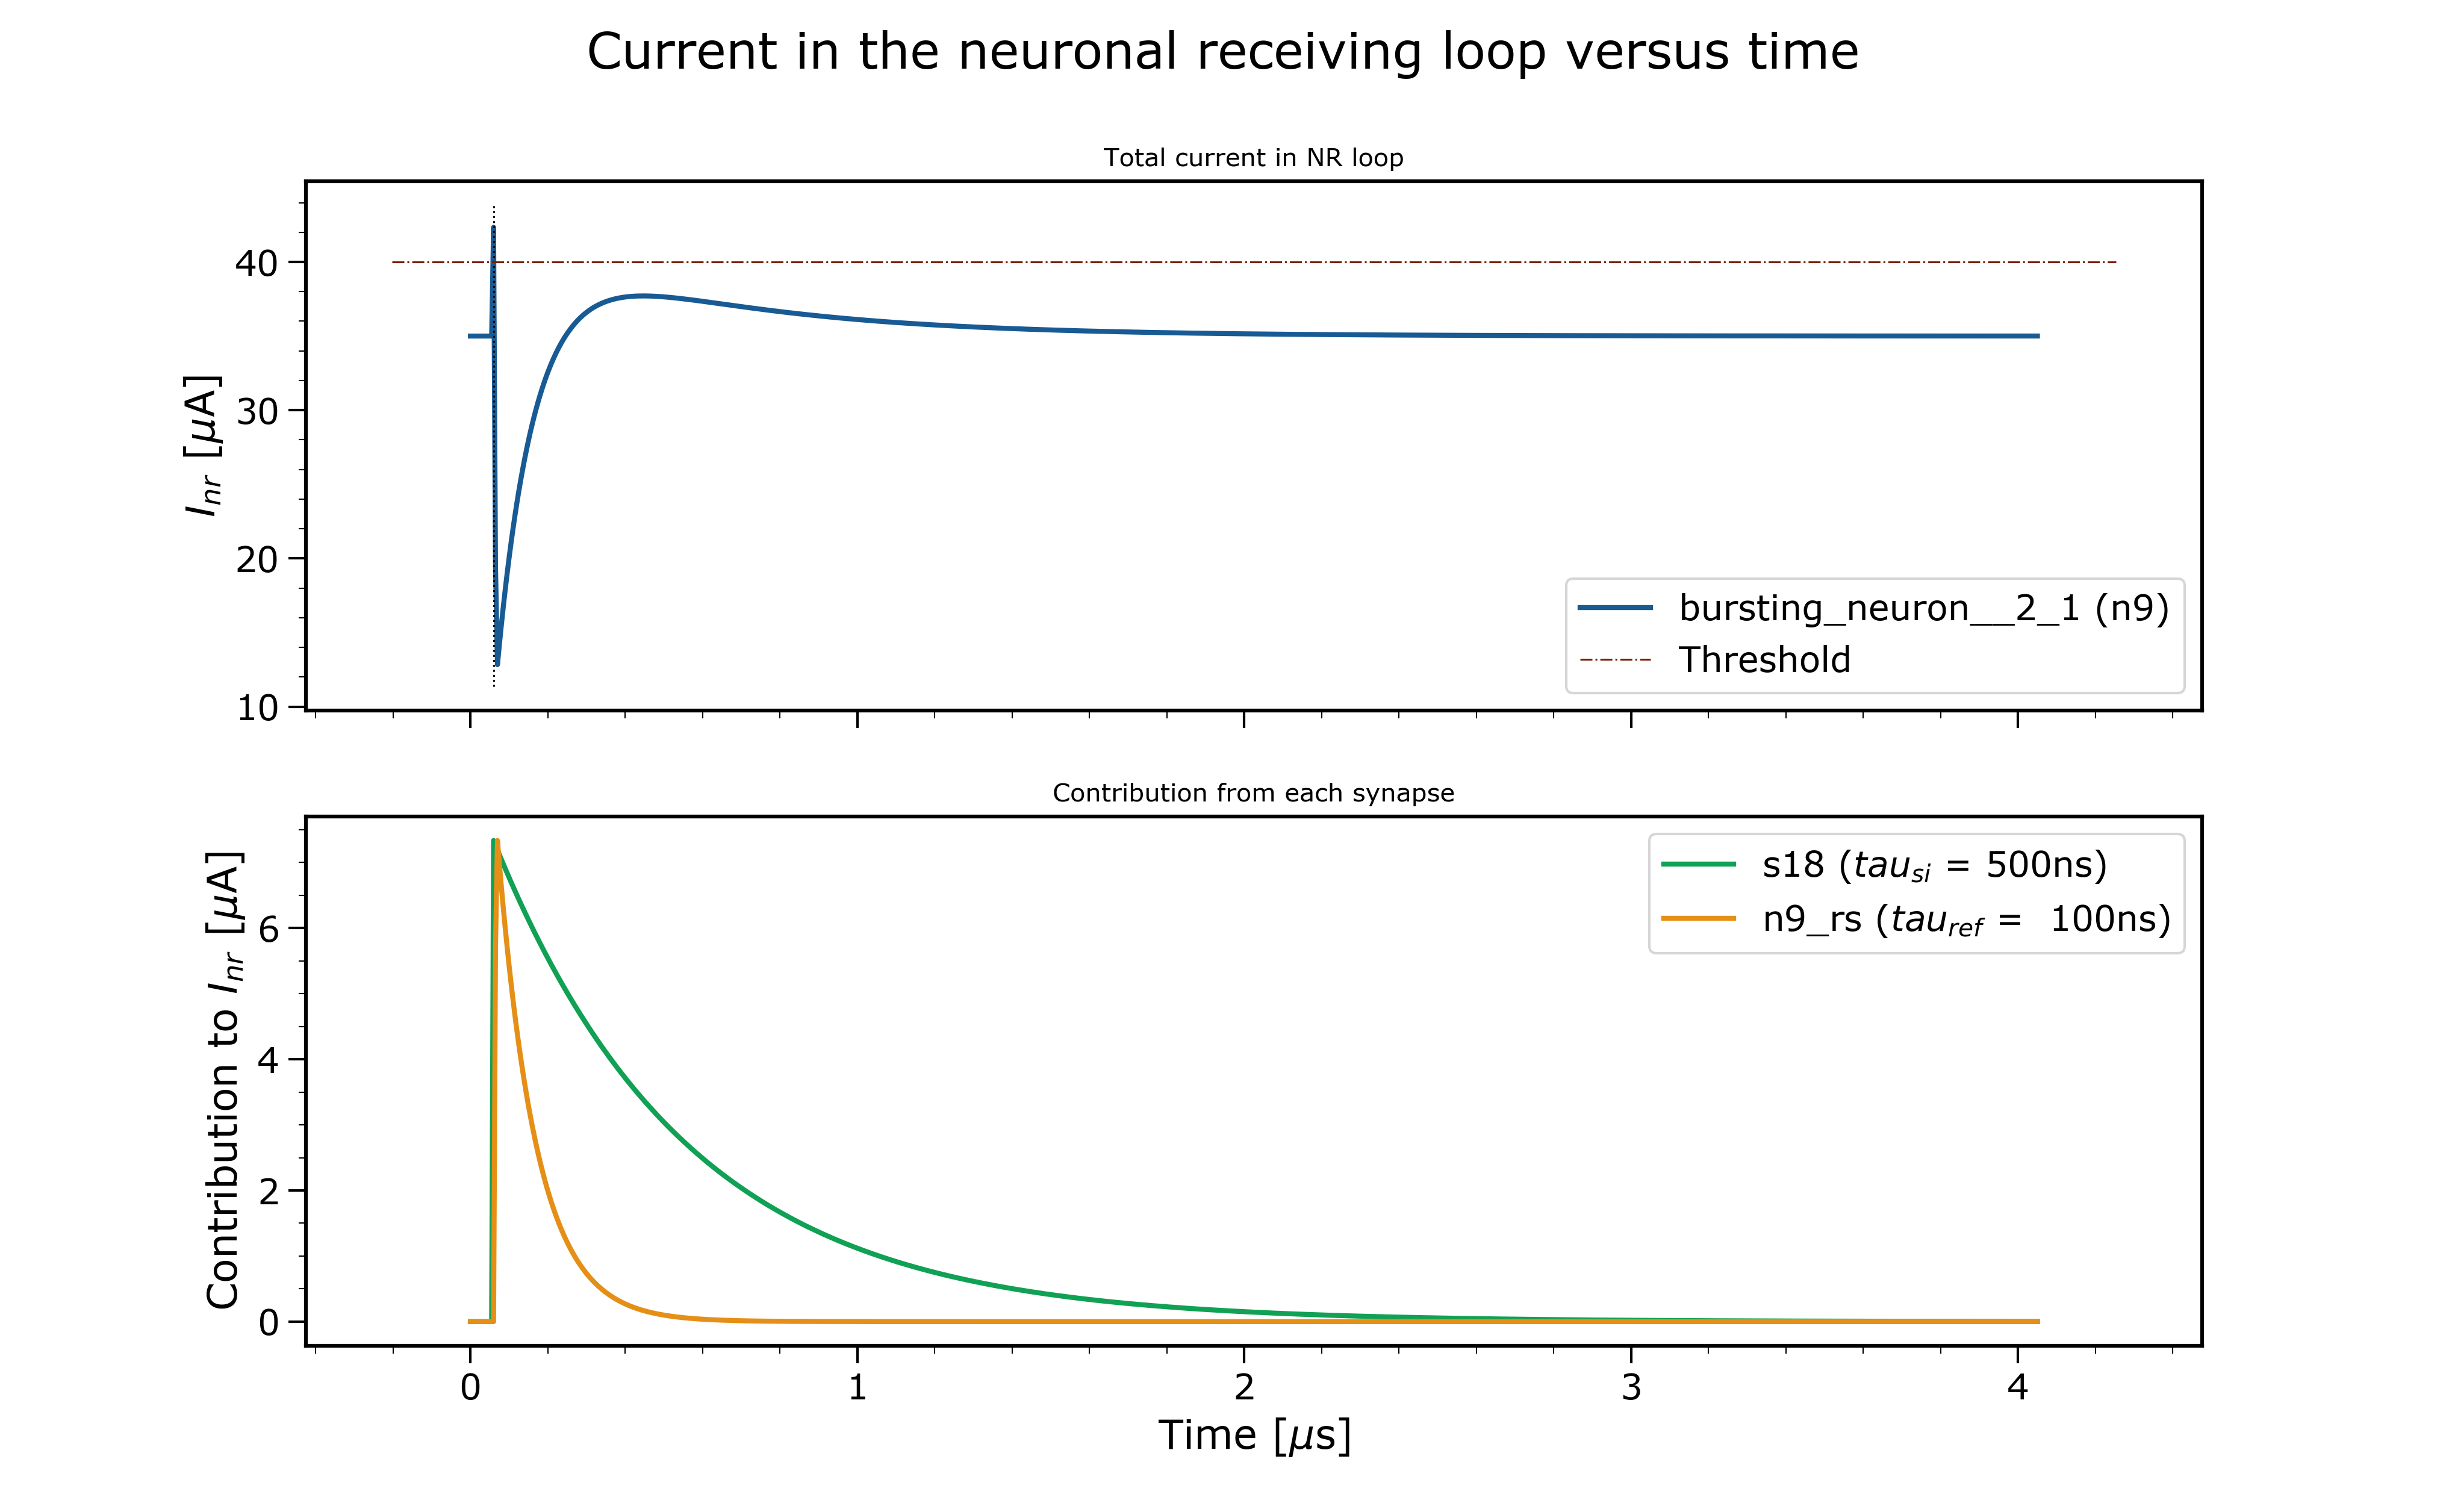 Current in the neuronal receiving loop versus time
Total current in NR loop
I_nr [μA]
40
30
20
10
bursting_neuron__2_1 (n9)
Threshold
Contribution from each synapse
Contribution to I_nr [μA]
6
4
2
0
s18 (tau_si = 500ns)
n9_rs (tau_ref = 100ns)
0 1 2 3 4
Time [μs]